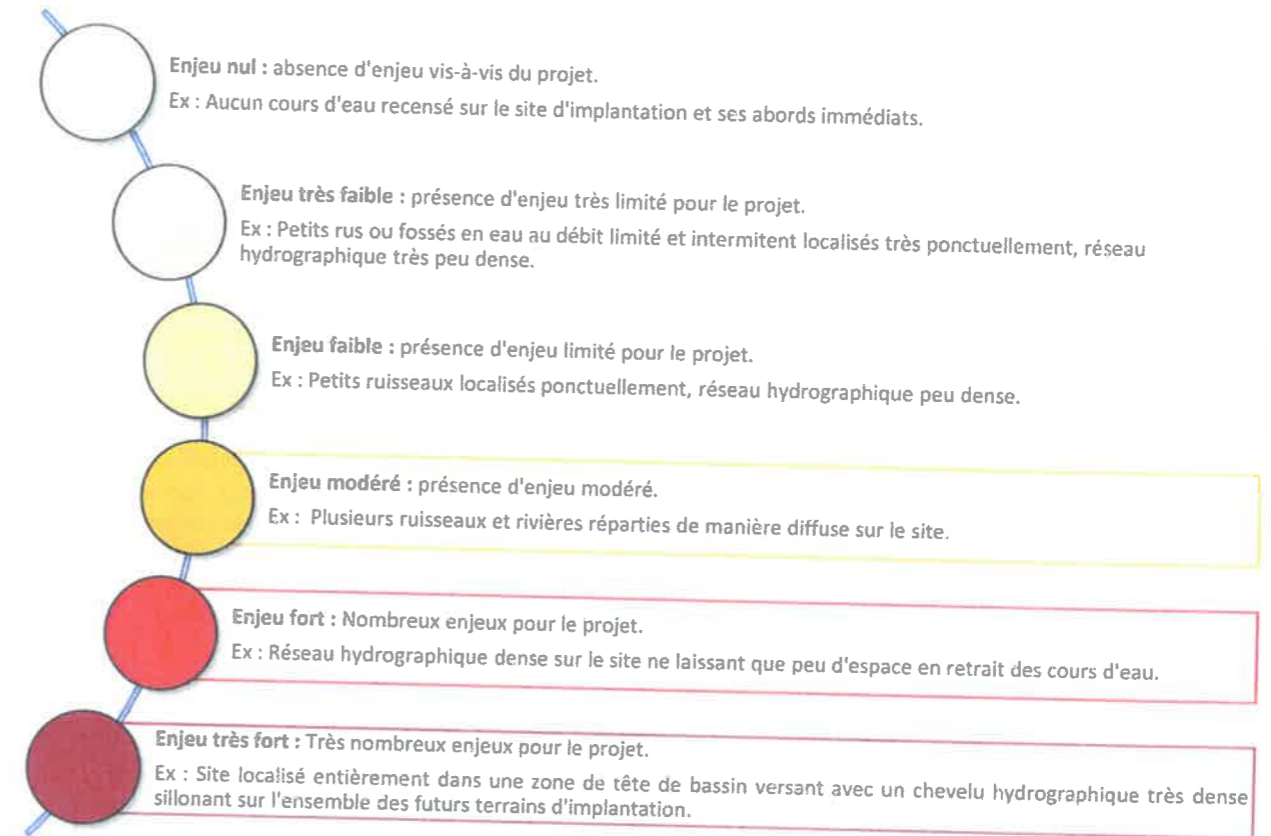 Enjeu nul : absence d'enjeu vis-à-vis du projet.
Ex : Aucun cours d'eau recensé sur le site d'implantation et ses abords immédiats.
Enjeu très faible : présence d'enjeu très limité pour le projet.
Ex : Petits rus ou fossés en eau au débit limité et intermitent localisés très ponctuellement, réseau
hydrographique très peu dense.
Enjeu faible : présence d'enjeu limité pour le projet.
Ex : Petits ruisseaux localisés ponctuellement, réseau hydrographique peu dense.
Enjeu modéré : présence d'enjeu modéré.
Ex : Plusieurs ruisseaux et rivières réparties de manière diffuse sur le site.
Enjeu fort : Nombreux enjeux pour le projet.
Ex : Réseau hydrographique dense sur le site ne laissant que peu d'espace en retrait des cours d'eau.
Enjeu très fort : Très nombreux enjeux pour le projet.
Ex : Site localisé entièrement dans une zone de tête de bassin versant avec un chevelu hydrographique très dense
sillonant sur l'ensemble des futurs terrains d'implantation.